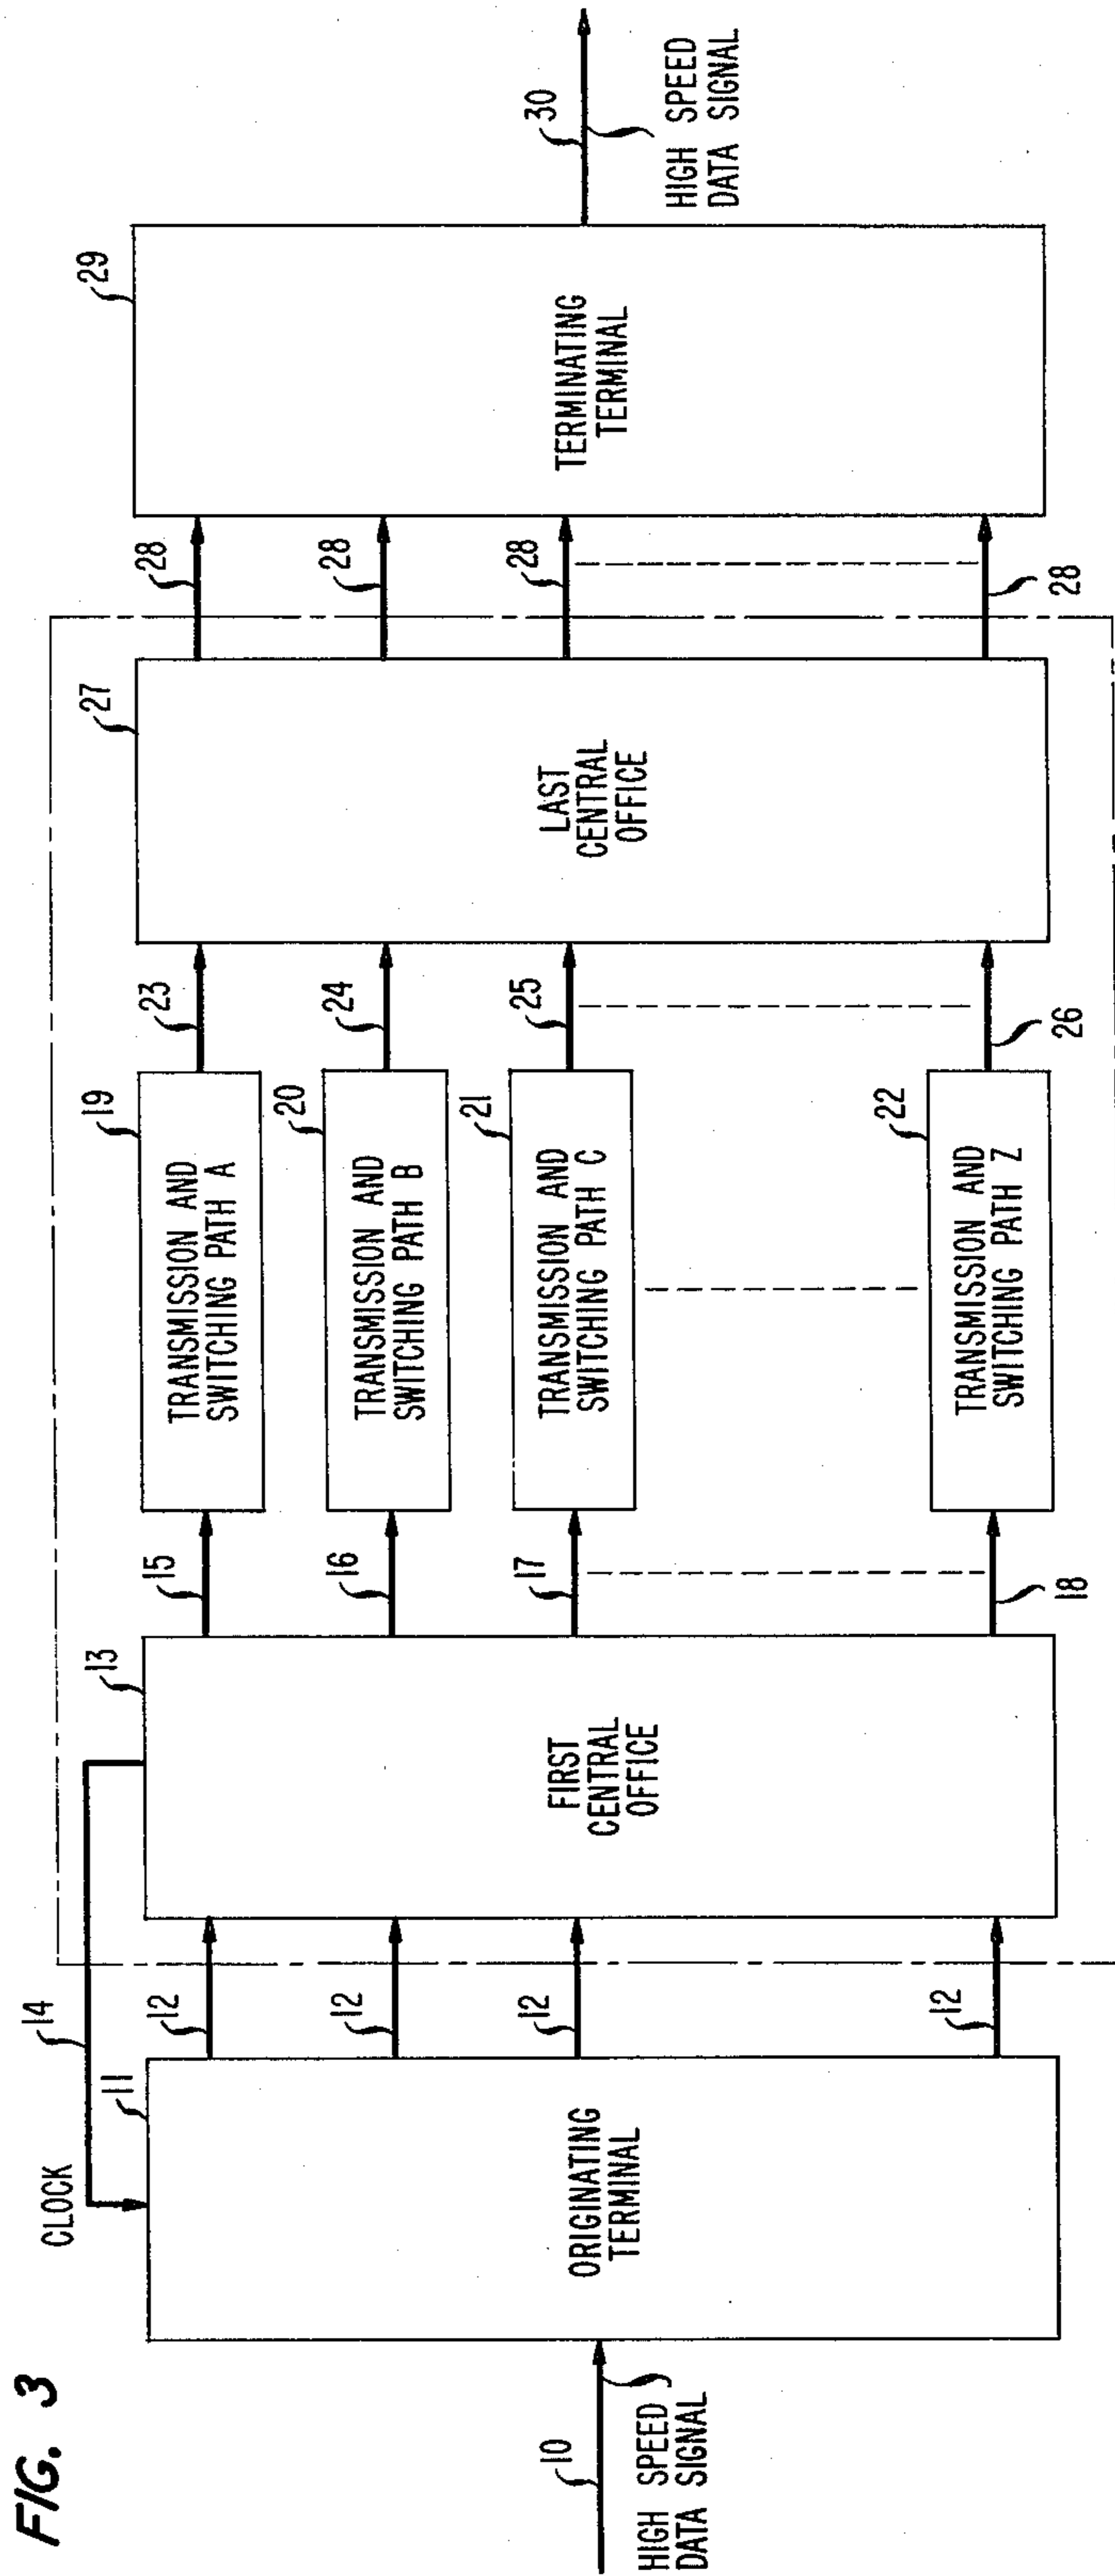 FIG. 3
HIGH SPEED
DATA SIGNAL
10
ORIGINATING
TERMINAL
11
CLOCK
14
12
12
12
12
FIRST
CENTRAL
OFFICE
13
15
16
17
18
TRANSMISSION AND
SWITCHING PATH A
19
TRANSMISSION AND
SWITCHING PATH B
20
TRANSMISSION AND
SWITCHING PATH C
21
TRANSMISSION AND
SWITCHING PATH Z
22
23
24
25
26
LAST
CENTRAL
OFFICE
27
28
28
28
28
TERMINATING
TERMINAL
29
30
HIGH SPEED
DATA SIGNAL